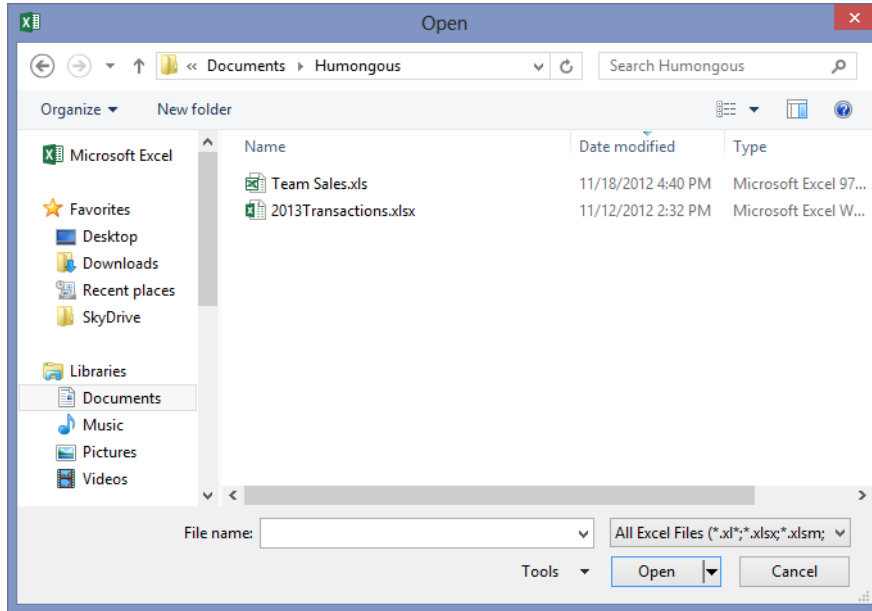 Open
« Documents Humongous Search Humongous
Organize New folder
Microsoft Excel
Favorites
Desktop
Downloads
Recent places
SkyDrive
Libraries
Documents
Music
Pictures
Videos
Name Date modified Type
Team Sales.xls 11/18/2012 4:40 PM Microsoft Excel 97...
2013Transactions.xlsx 11/12/2012 2:32 PM Microsoft Excel W...
File name: All Excel Files (*.xl*;*.xlsx;*.xlsm;
Tools Open Cancel